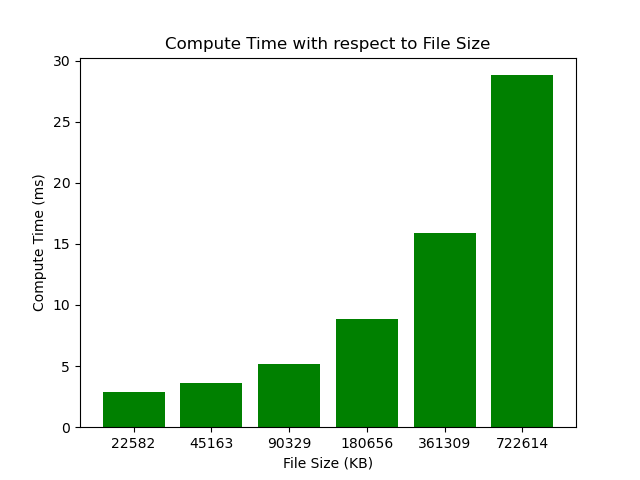 Compute Time with respect to File Size
30
25
20
15
10
5
0
Compute Time (ms)
22582 45163 90329 180656 361309 722614
File Size (KB)